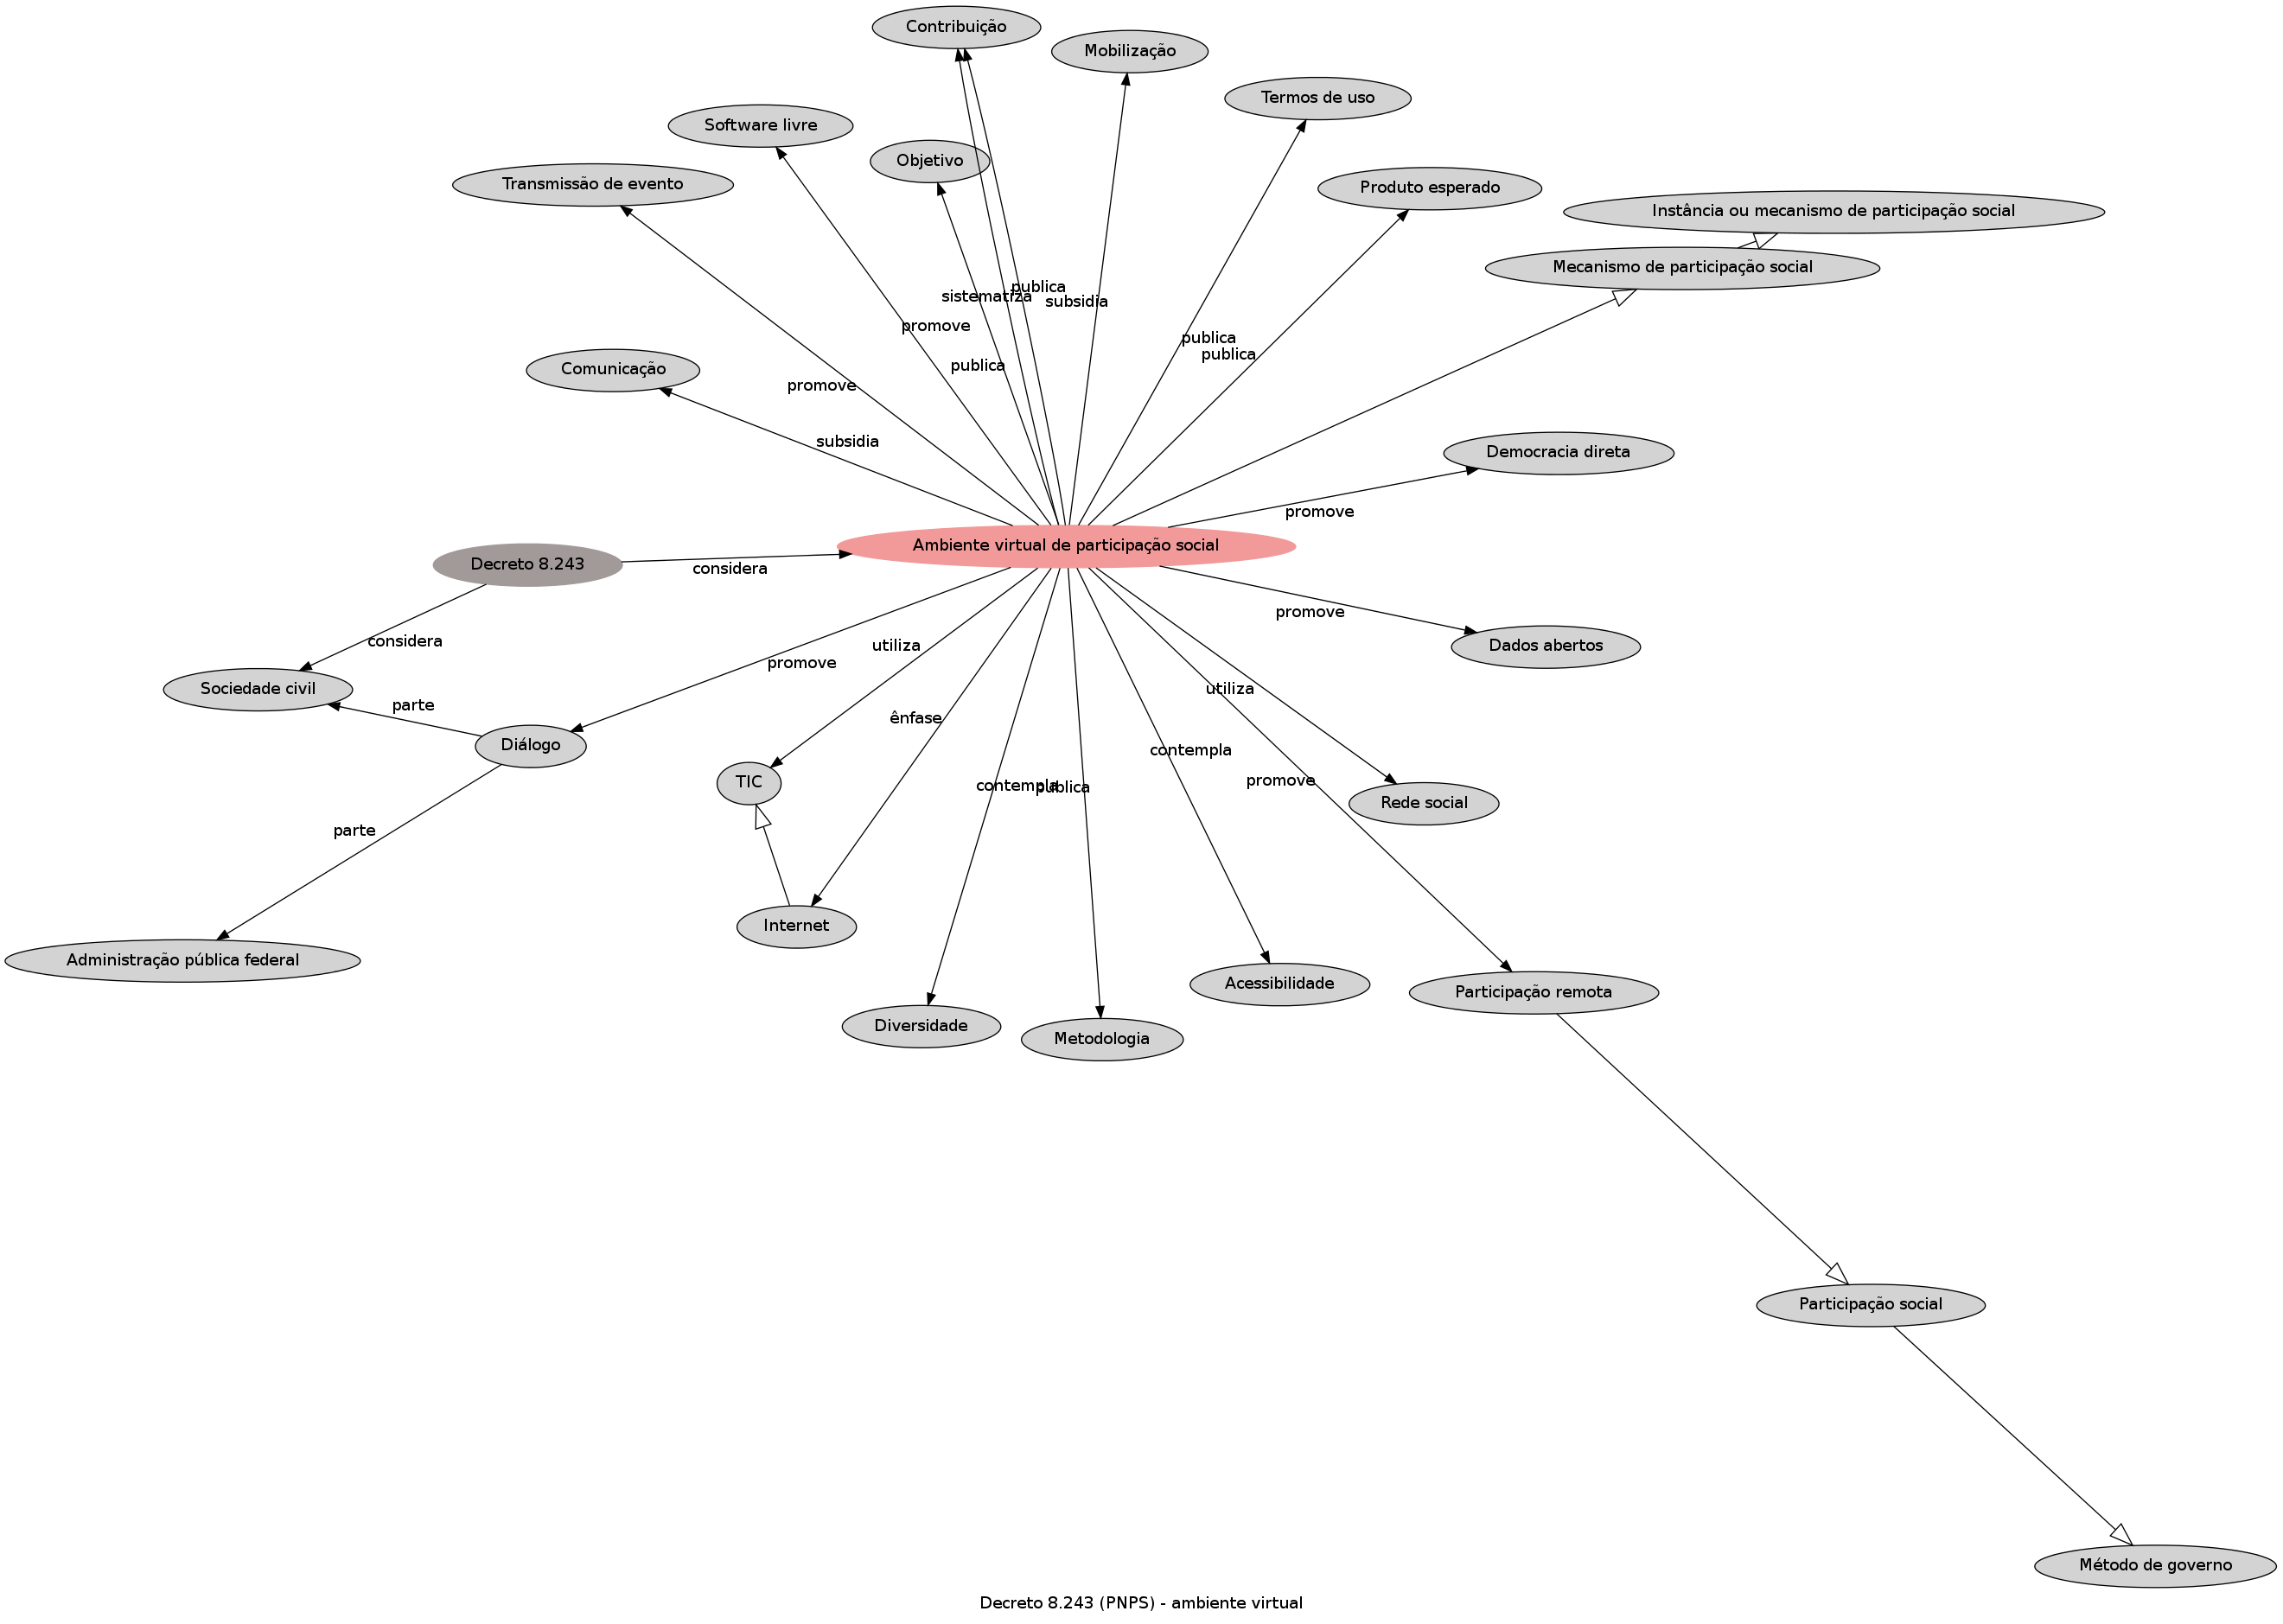 Contribuição
Mobilização
Termos de uso
Software livre
Objetivo
Transmissão de evento
Produto esperado
Instância ou mecanismo de participação social
Mecanismo de participação social
sistematiza
publica
subsidia
promove
publica
publica
publica
Comunicação
promove
subsidia
Democracia direta
promove
Ambiente virtual de participação social
Decreto 8.243
considera
promove
Dados abertos
considera
utiliza
promove
Sociedade civil
parte
utiliza
ênfase
Diálogo
contempla
TIC
contempla
publica
promove
Rede social
parte
Internet
Administração pública federal
Acessibilidade
Participação remota
Diversidade
Metodologia
Participação social
Método de governo
Decreto 8.243 (PNPS) - ambiente virtual